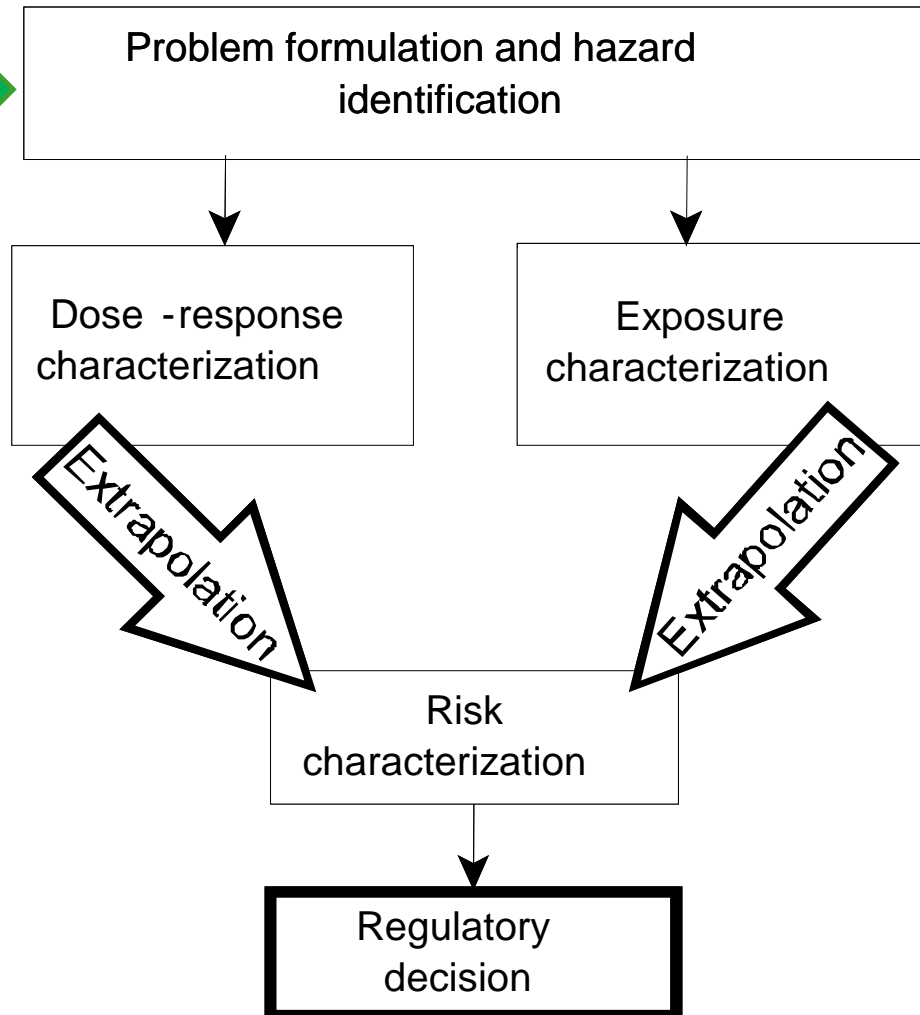 Problem formulation and hazard
identification
Dose -response
characterization
Exposure
characterization
Extrapolation
Extrapolation
Risk
characterization
Regulatory
decision